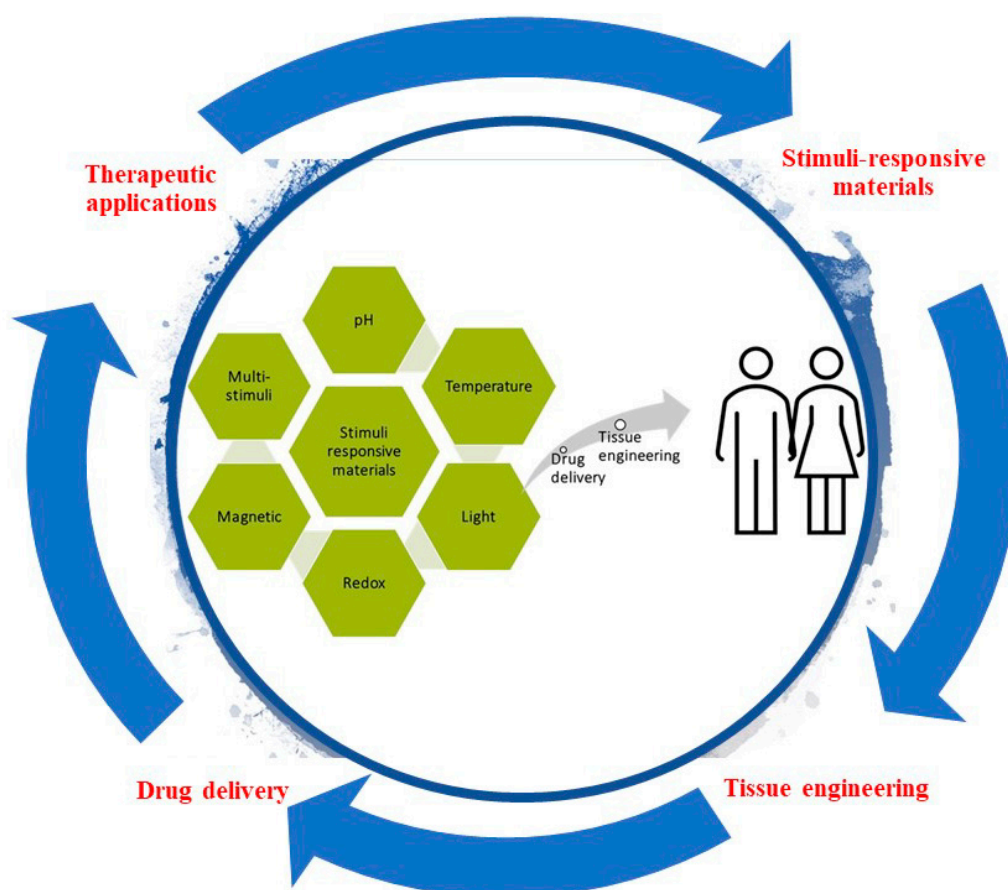 Therapeutic
applications
Stimuli-responsive
materials
pH
Multi-
stimuli
Temperature
Stimuli
responsive
materials
Tissue
engineering
Drug
delivery
Magnetic
Light
Redox
Drug delivery
Tissue engineering